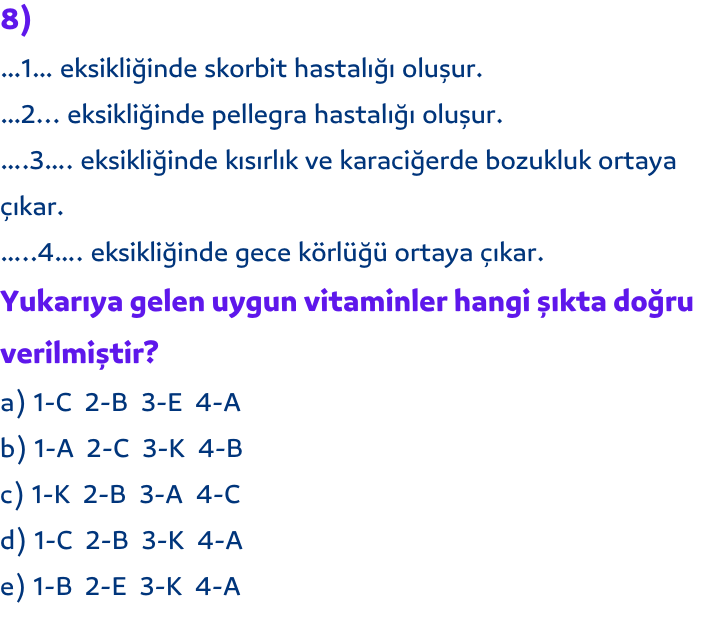 8)
...1... eksikliğinde skorbit hastalığı oluşur.
...2... eksikliğinde pellegra hastalığı oluşur.
....3.... eksikliğinde kısırlık ve karaciğerde bozukluk ortaya
çıkar.
.....4.... eksikliğinde gece körlüğü ortaya çıkar.
Yukarıya gelen uygun vitaminler hangi şıkta doğru
verilmiştir?
a) 1-C 2-B 3-E 4-A
b) 1-A 2-C 3-K 4-B
c) 1-K 2-B 3-A 4-C
d) 1-C 2-B 3-K 4-A
e) 1-B 2-E 3-K 4-A